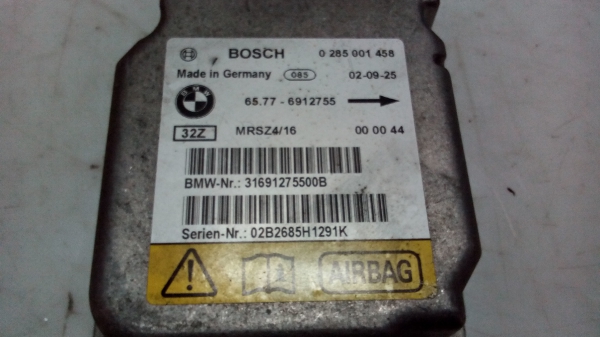 BOSCH 0 285 001 458
Made in Germany 085 02-09-25
BMW 65.77 - 6912755
32Z MRSZ4/16 00 00 44
BMW-Nr.: 31691275500B
Serien-Nr.: 02B2685H1291K
AIRBAG